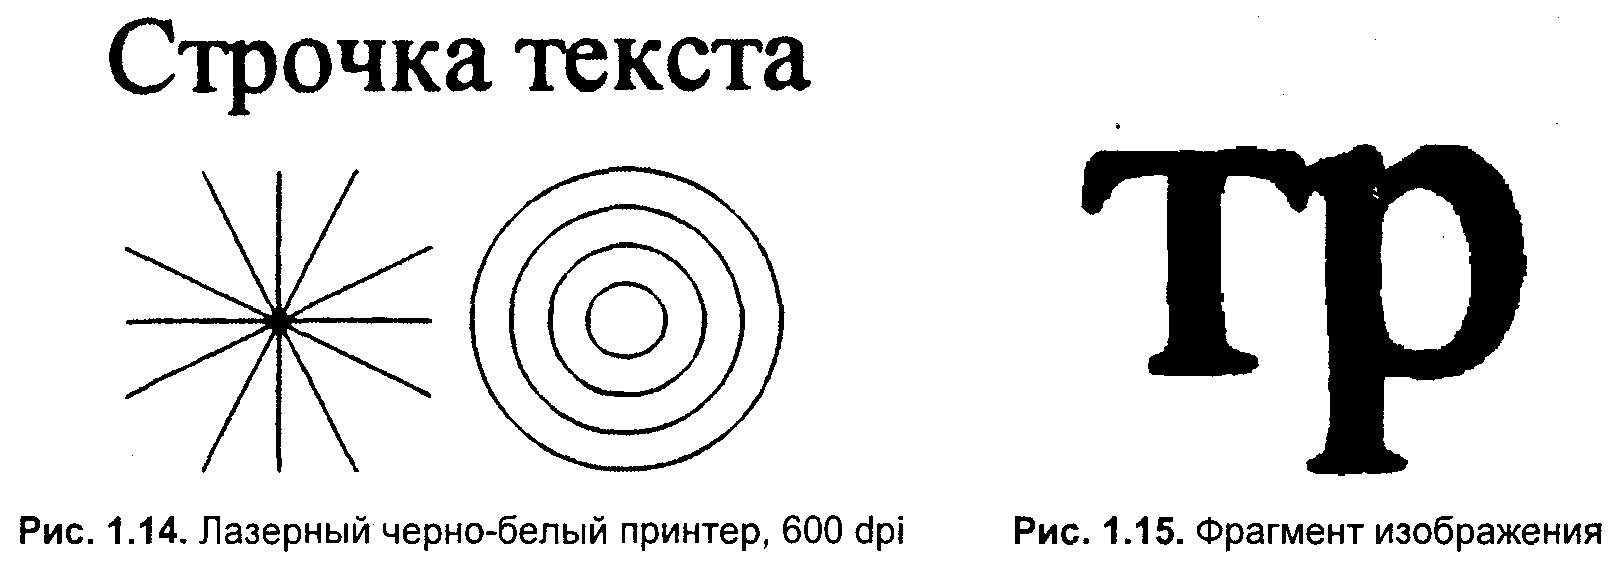 Строчка текста
тр
Рис. 1.14. Лазерный черно-белый принтер, 600 dpi
Рис. 1.15. Фрагмент изображения